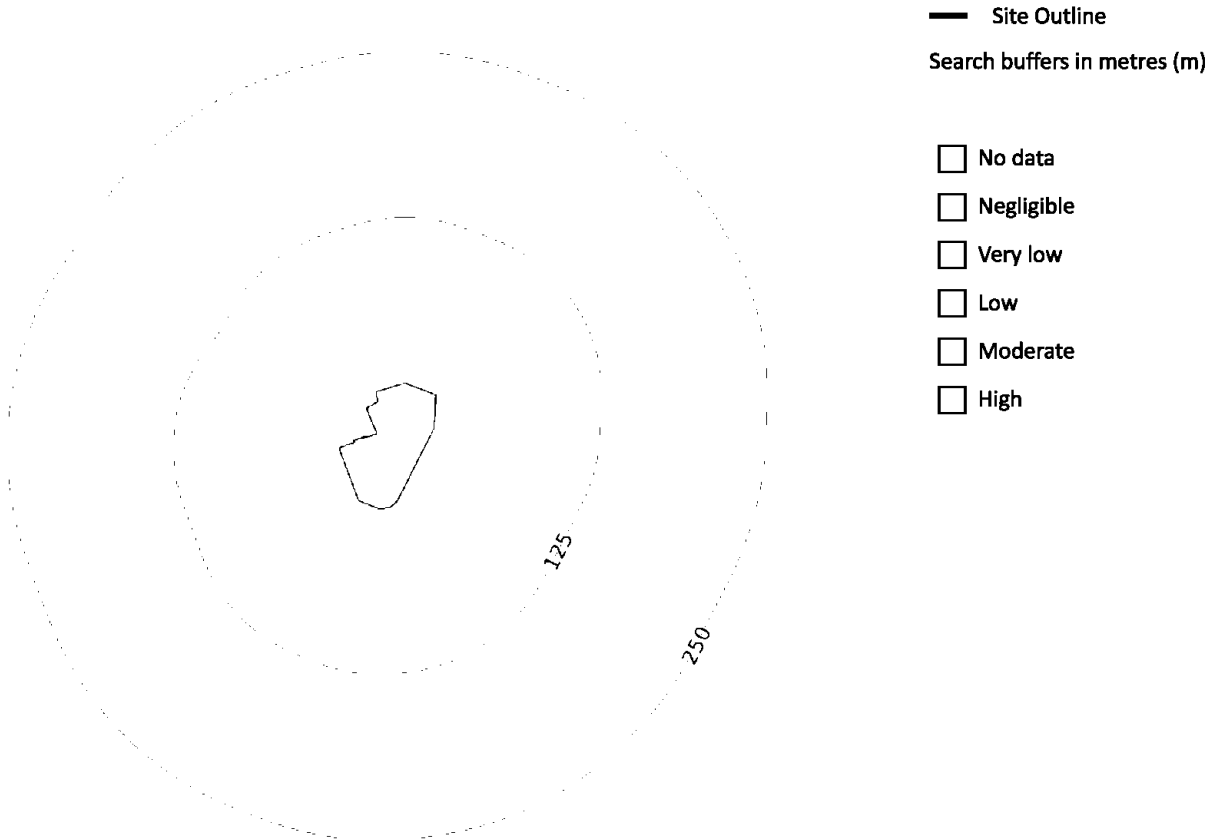 Site Outline
Search buffers in metres (m)
No data
Negligible
Very low
Low
Moderate
High
125
250